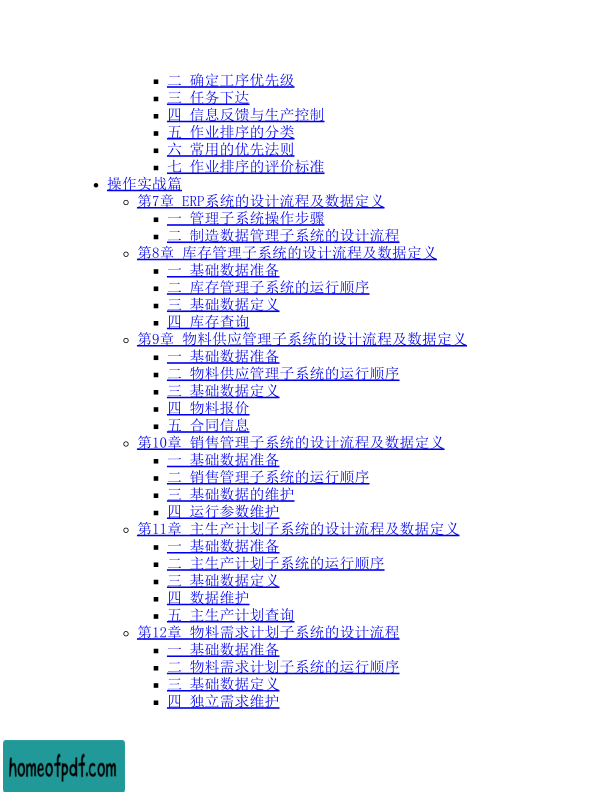 二 确定工序优先级
三 任务下达
四 信息反馈与生产控制
五 作业排序的分类
六 常用的优先法则
七 作业排序的评价标准
操作实战篇
第7章 ERP系统的设计流程及数据定义
一 管理子系统操作步骤
二 制造数据管理子系统的设计流程
第8章 库存管理子系统的设计流程及数据定义
一 基础数据准备
二 库存管理子系统的运行顺序
三 基础数据定义
四 库存查询
第9章 物料供应管理子系统的设计流程及数据定义
一 基础数据准备
二 物料供应管理子系统的运行顺序
三 基础数据定义
四 物料报价
五 合同信息
第10章 销售管理子系统的设计流程及数据定义
一 基础数据准备
二 销售管理子系统的运行顺序
三 基础数据的维护
四 运行参数维护
第11章 主生产计划子系统的设计流程及数据定义
一 基础数据准备
二 主生产计划子系统的运行顺序
三 基础数据定义
四 数据维护
五 主生产计划查询
第12章 物料需求计划子系统的设计流程
一 基础数据准备
二 物料需求计划子系统的运行顺序
三 基础数据定义
四 独立需求维护
homeofpdf.com